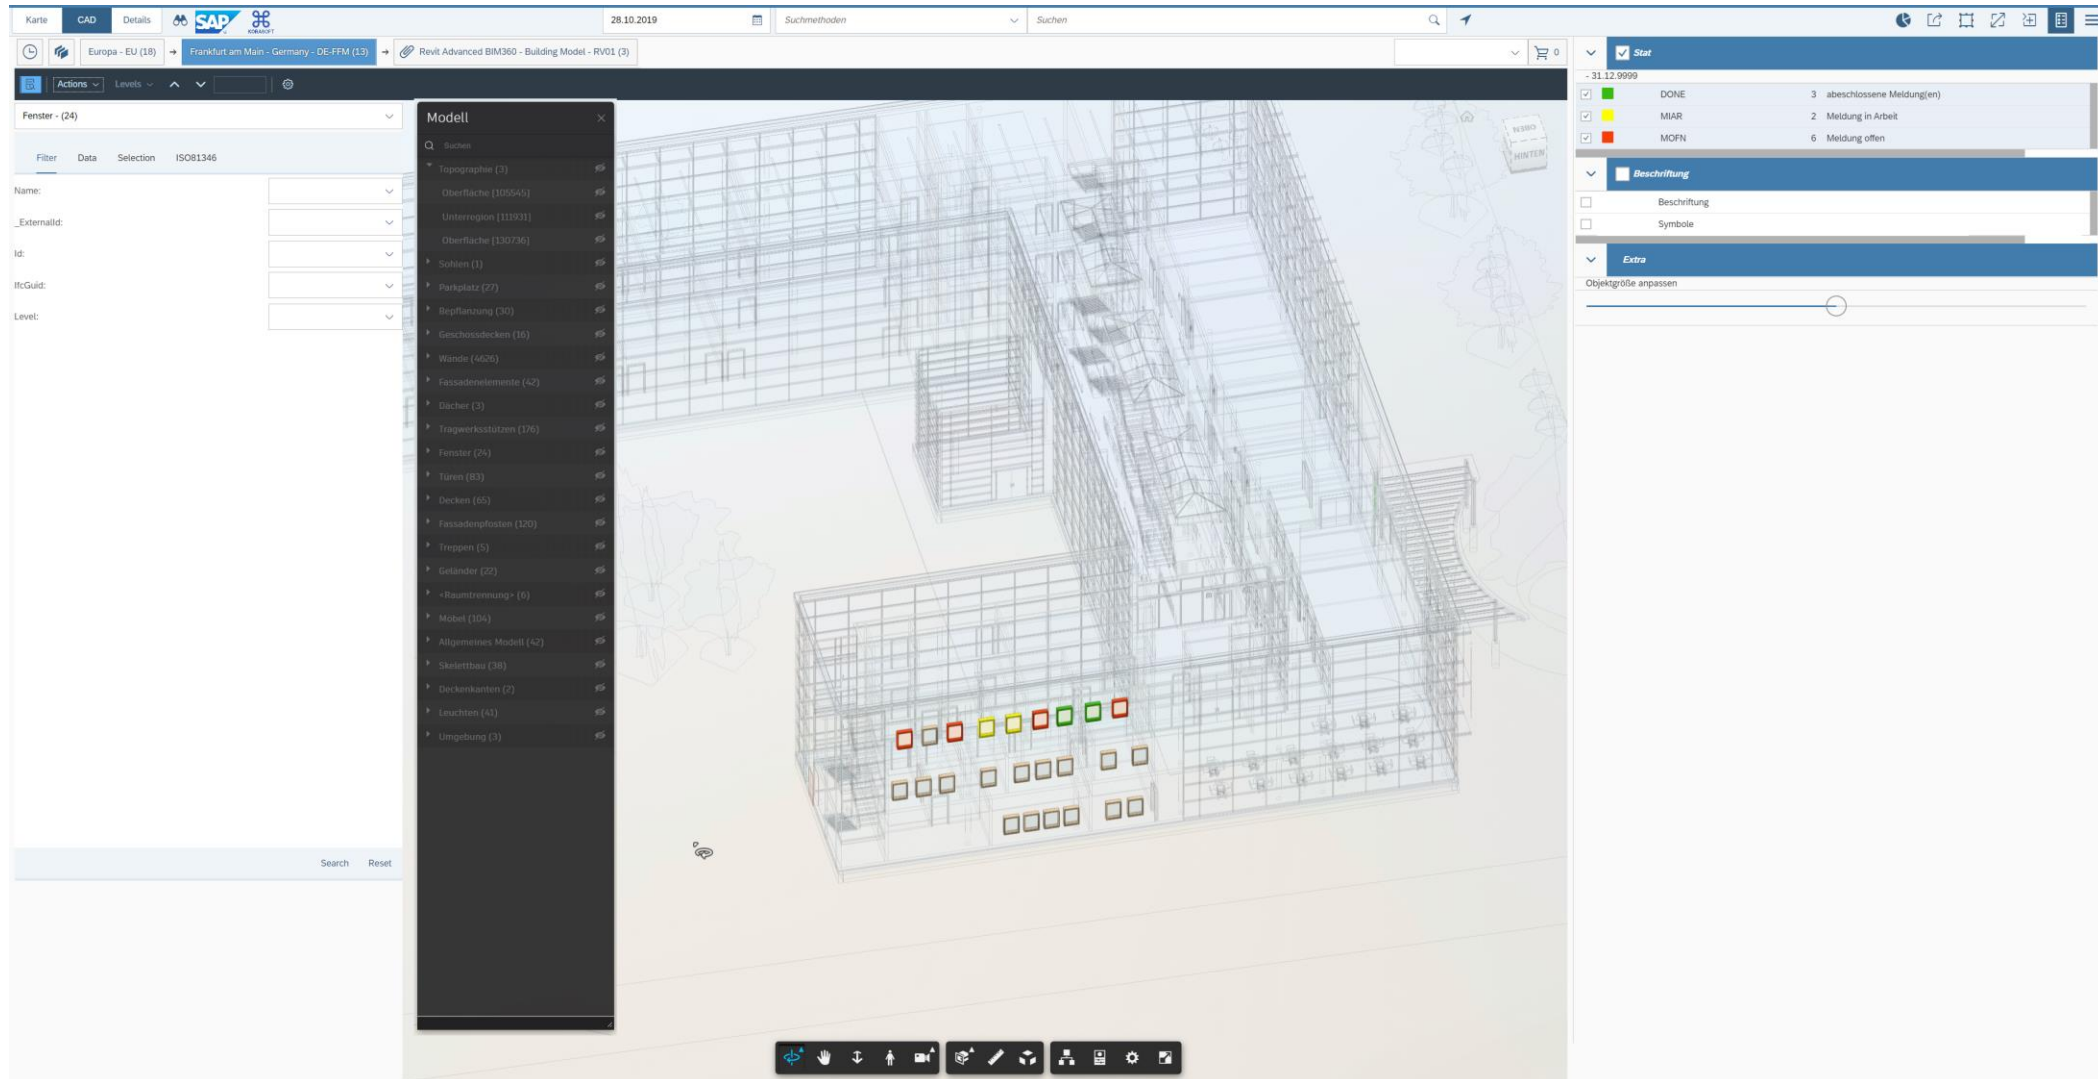 Karte CAD Details SAP KOBASOFT 28.10.2019 Suchmethoden Suchen
Europa - EU (18) → Frankfurt am Main - Germany - DE-FFM (13) → Revit Advanced BIM360 - Building Model - RV01 (3) 0
Actions Levels
Fenster - (24)
Filter Data Selection ISO81346
Name:
_ExternalId:
Id:
IfcGuid:
Level:
Search Reset
Modell
Suchen
Topographie (3)
Oberfläche [105545]
Unterregion [111931]
Oberfläche [130736]
Sohlen (1)
Parkplatz (27)
Bepflanzung (30)
Geschossdecken (16)
Wände (4626)
Fassadenelemente (42)
Dächer (3)
Tragwerksstützen (176)
Fenster (24)
Türen (83)
Decken (65)
Fassadenpfosten (120)
Treppen (5)
Geländer (22)
<Raumtrennung> (6)
Möbel (104)
Allgemeines Modell (42)
Skelettbau (38)
Deckenkanten (2)
Leuchten (41)
Umgebung (3)
OBEN
HINTEN
Stat
- 31.12.9999
DONE 3 abeschlossene Meldung(en)
MIAR 2 Meldung in Arbeit
MOFN 6 Meldung offen
Beschriftung
Beschriftung
Symbole
Extra
Objektgröße anpassen